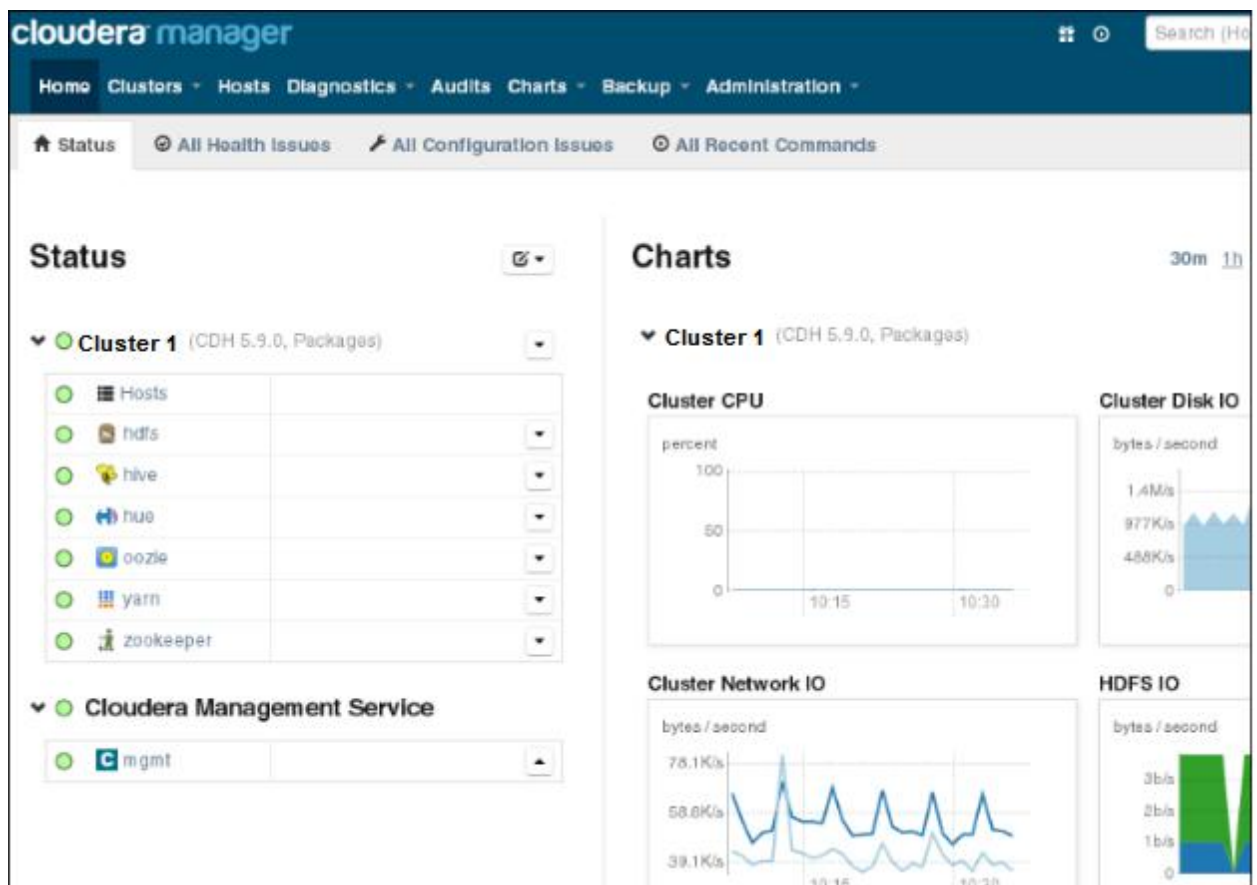 cloudera manager
Search (Ho
Home Clusters Hosts Diagnostics Audits Charts Backup Administration
Status All Health Issues All Configuration Issues All Recent Commands
Status
Charts
30m 1h
Cluster 1 (CDH 5.9.0, Packages)
Hosts
hdfs
hive
hue
oozie
yarn
zookeeper
Cloudera Management Service
C mgmt
Cluster 1 (CDH 5.9.0, Packages)
Cluster CPU
percent
100
50
0
10:15 10:30
Cluster Disk IO
bytes / second
1.4M/s
977K/s
488K/s
0
Cluster Network IO
bytes / second
78.1K/s
58.6K/s
39.1K/s
10:15 10:30
HDFS IO
bytes / second
3b/s
2b/s
1b/s
0